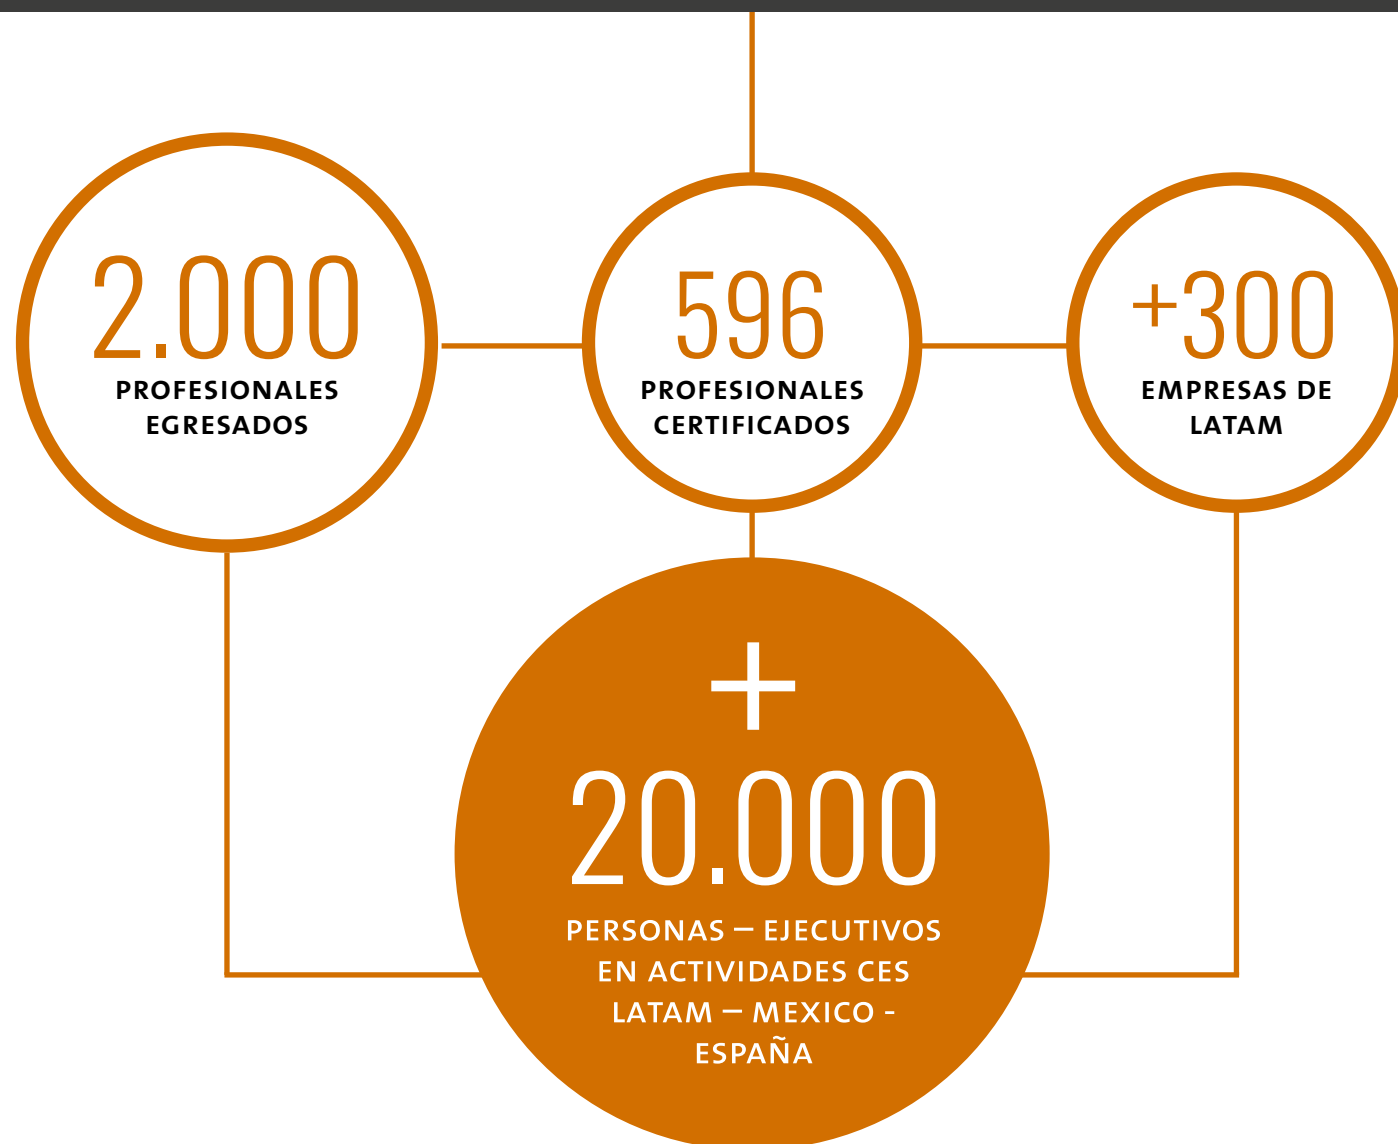 2.000
PROFESIONALES
EGRESADOS
596
PROFESIONALES
CERTIFICADOS
+300
EMPRESAS DE
LATAM
+
20.000
PERSONAS – EJECUTIVOS
EN ACTIVIDADES CES
LATAM – MEXICO -
ESPAÑA